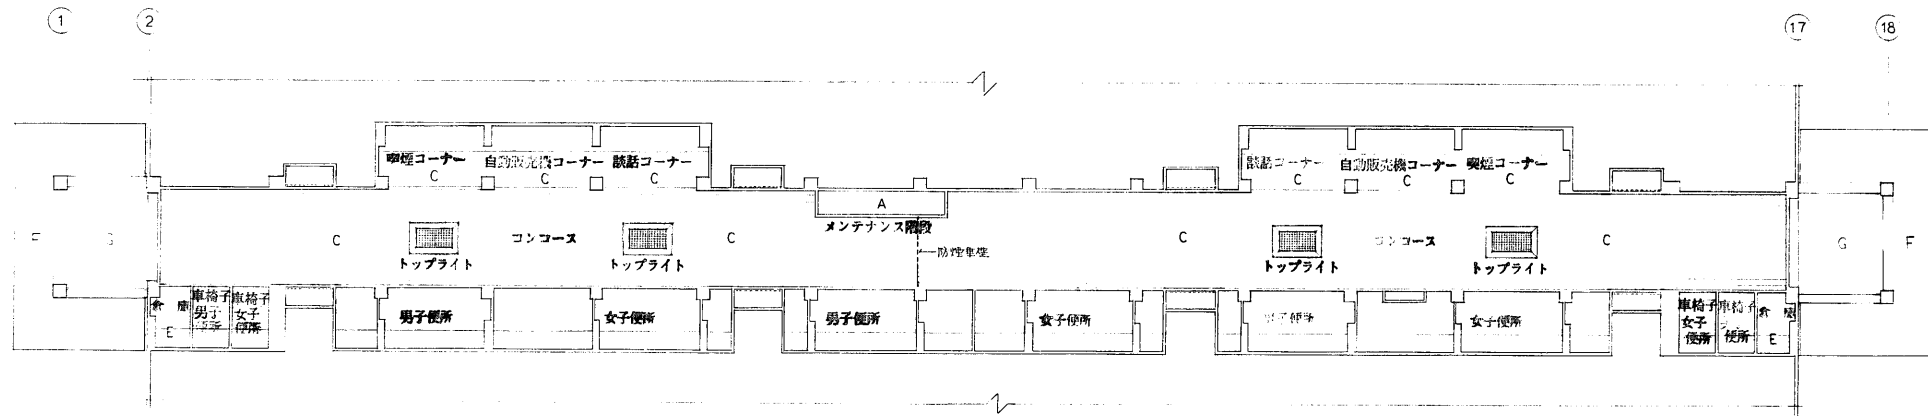 1
2
17
18
喫煙コーナー
C
自動販売機コーナー
C
談話コーナー
C
談話コーナー
C
自動販売機コーナー
C
喫煙コーナー
C
A
メンテナンス階段
防煙垂壁
F
G
C
コンコース
C
C
コンコース
C
G
F
トップライト
トップライト
トップライト
トップライト
倉庫
E
車椅子
男子
便所
車椅子
女子
便所
男子便所
女子便所
男子便所
女子便所
男子便所
女子便所
車椅子
女子
便所
車椅子
便所
倉庫
E